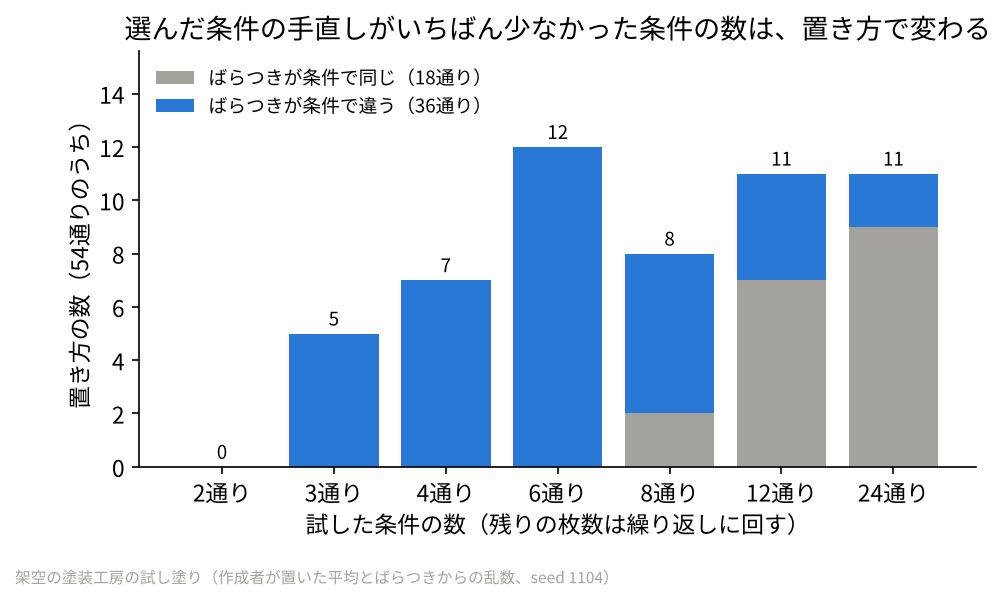 選んだ条件の手直しがいちばん少なかった条件の数は、置き方で変わる
ばらつきが条件で同じ（18通り）
ばらつきが条件で違う（36通り）
置き方の数（54通りのうち）
14
12
10
8
6
4
2
0
0
5
7
12
8
11
11
2通り
3通り
4通り
6通り
8通り
12通り
24通り
試した条件の数（残りの枚数は繰り返しに回す）
架空の塗装工房の試し塗り（作成者が置いた平均とばらつきからの乱数、seed 1104）